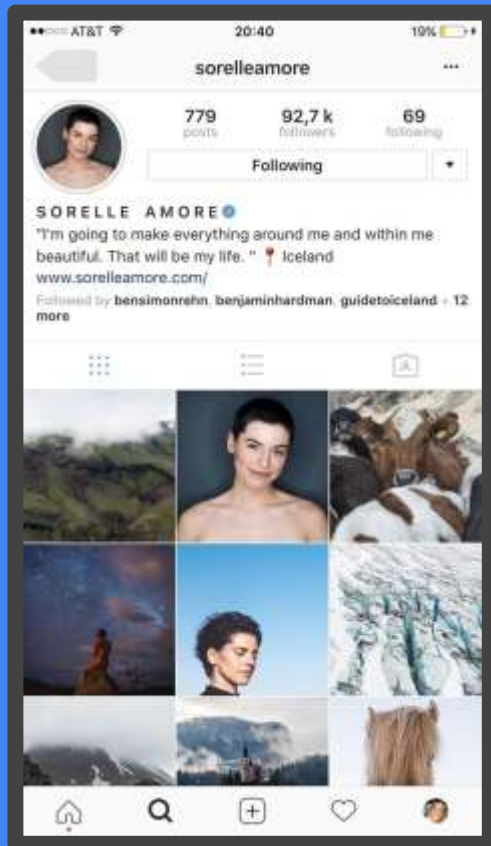 AT&T 20:40 19%
sorelleamore
779 92,7 k 69
posts followers following
Following
SORELLE AMORE
"I'm going to make everything around me and within me
beautiful. That will be my life. " 📍 Iceland
www.sorelleamore.com/
Followed by bensimonrehn, benjaminhardman, guidetoiceland + 12
more